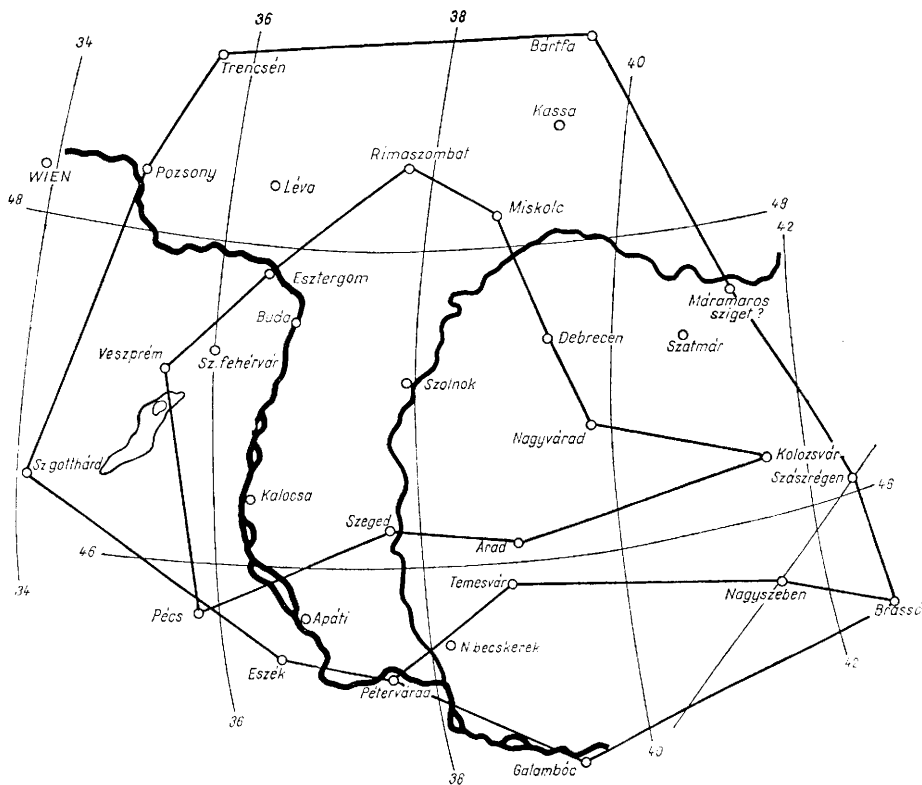 36
38
34
Trencsén
Bártfa
40
Kassa
WIEN
Pozsony
Rimaszombat
Léva
48
Miskolc
48
42
Esztergom
Máramaros
sziget ?
Buda
Debrecen
Szatmár
Veszprém
Sz. fehérvár
Szolnok
Nagyvárad
Kolozsvár
Sz. gotthárd
Szászrégen
46
Kalocsa
Szeged
Arad
46
34
Temesvár
Nagyszeben
Brassó
Pécs
Apáti
N. becskerek
Eszék
42
Pétervárad
36
40
38
Galambóc